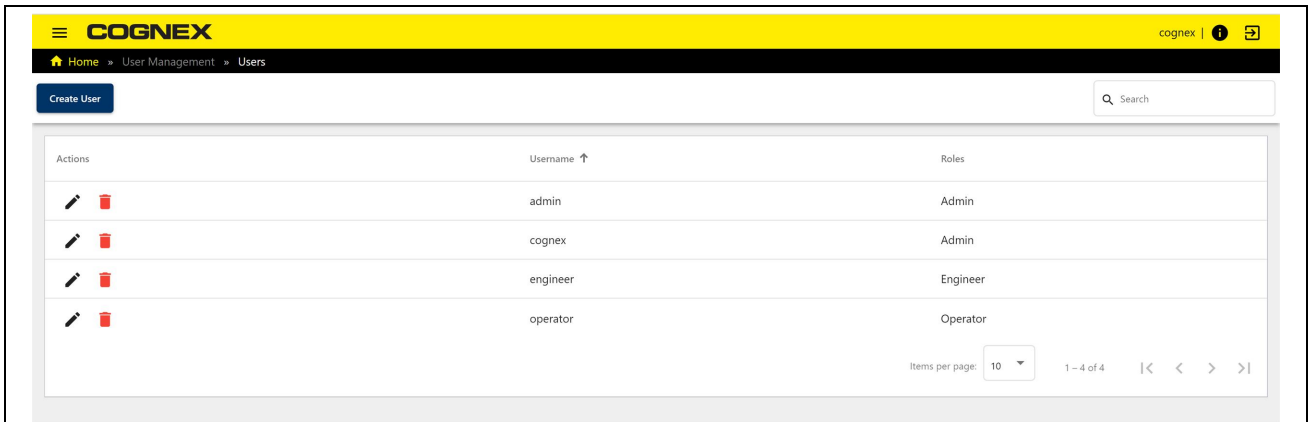 COGNEX
cognex |
Home » User Management » Users
Create User
Search
Actions Username Roles
admin Admin
cognex Admin
engineer Engineer
operator Operator
Items per page: 10 1 – 4 of 4